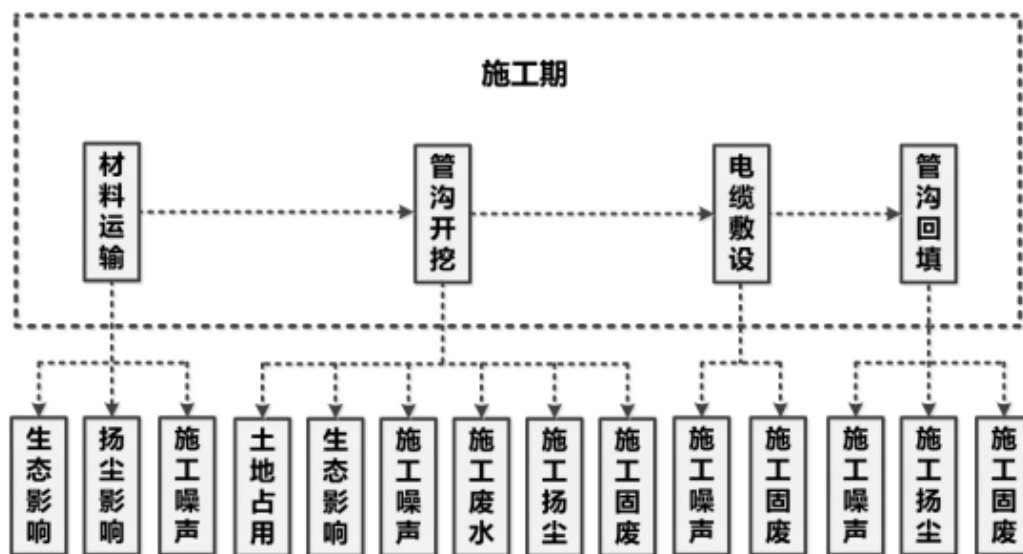 施工期
材料运输
管沟开挖
电缆敷设
管沟回填
生态影响
扬尘影响
施工噪声
土地占用
生态影响
施工噪声
施工废水
施工扬尘
施工固废
施工噪声
施工固废
施工噪声
施工扬尘
施工固废